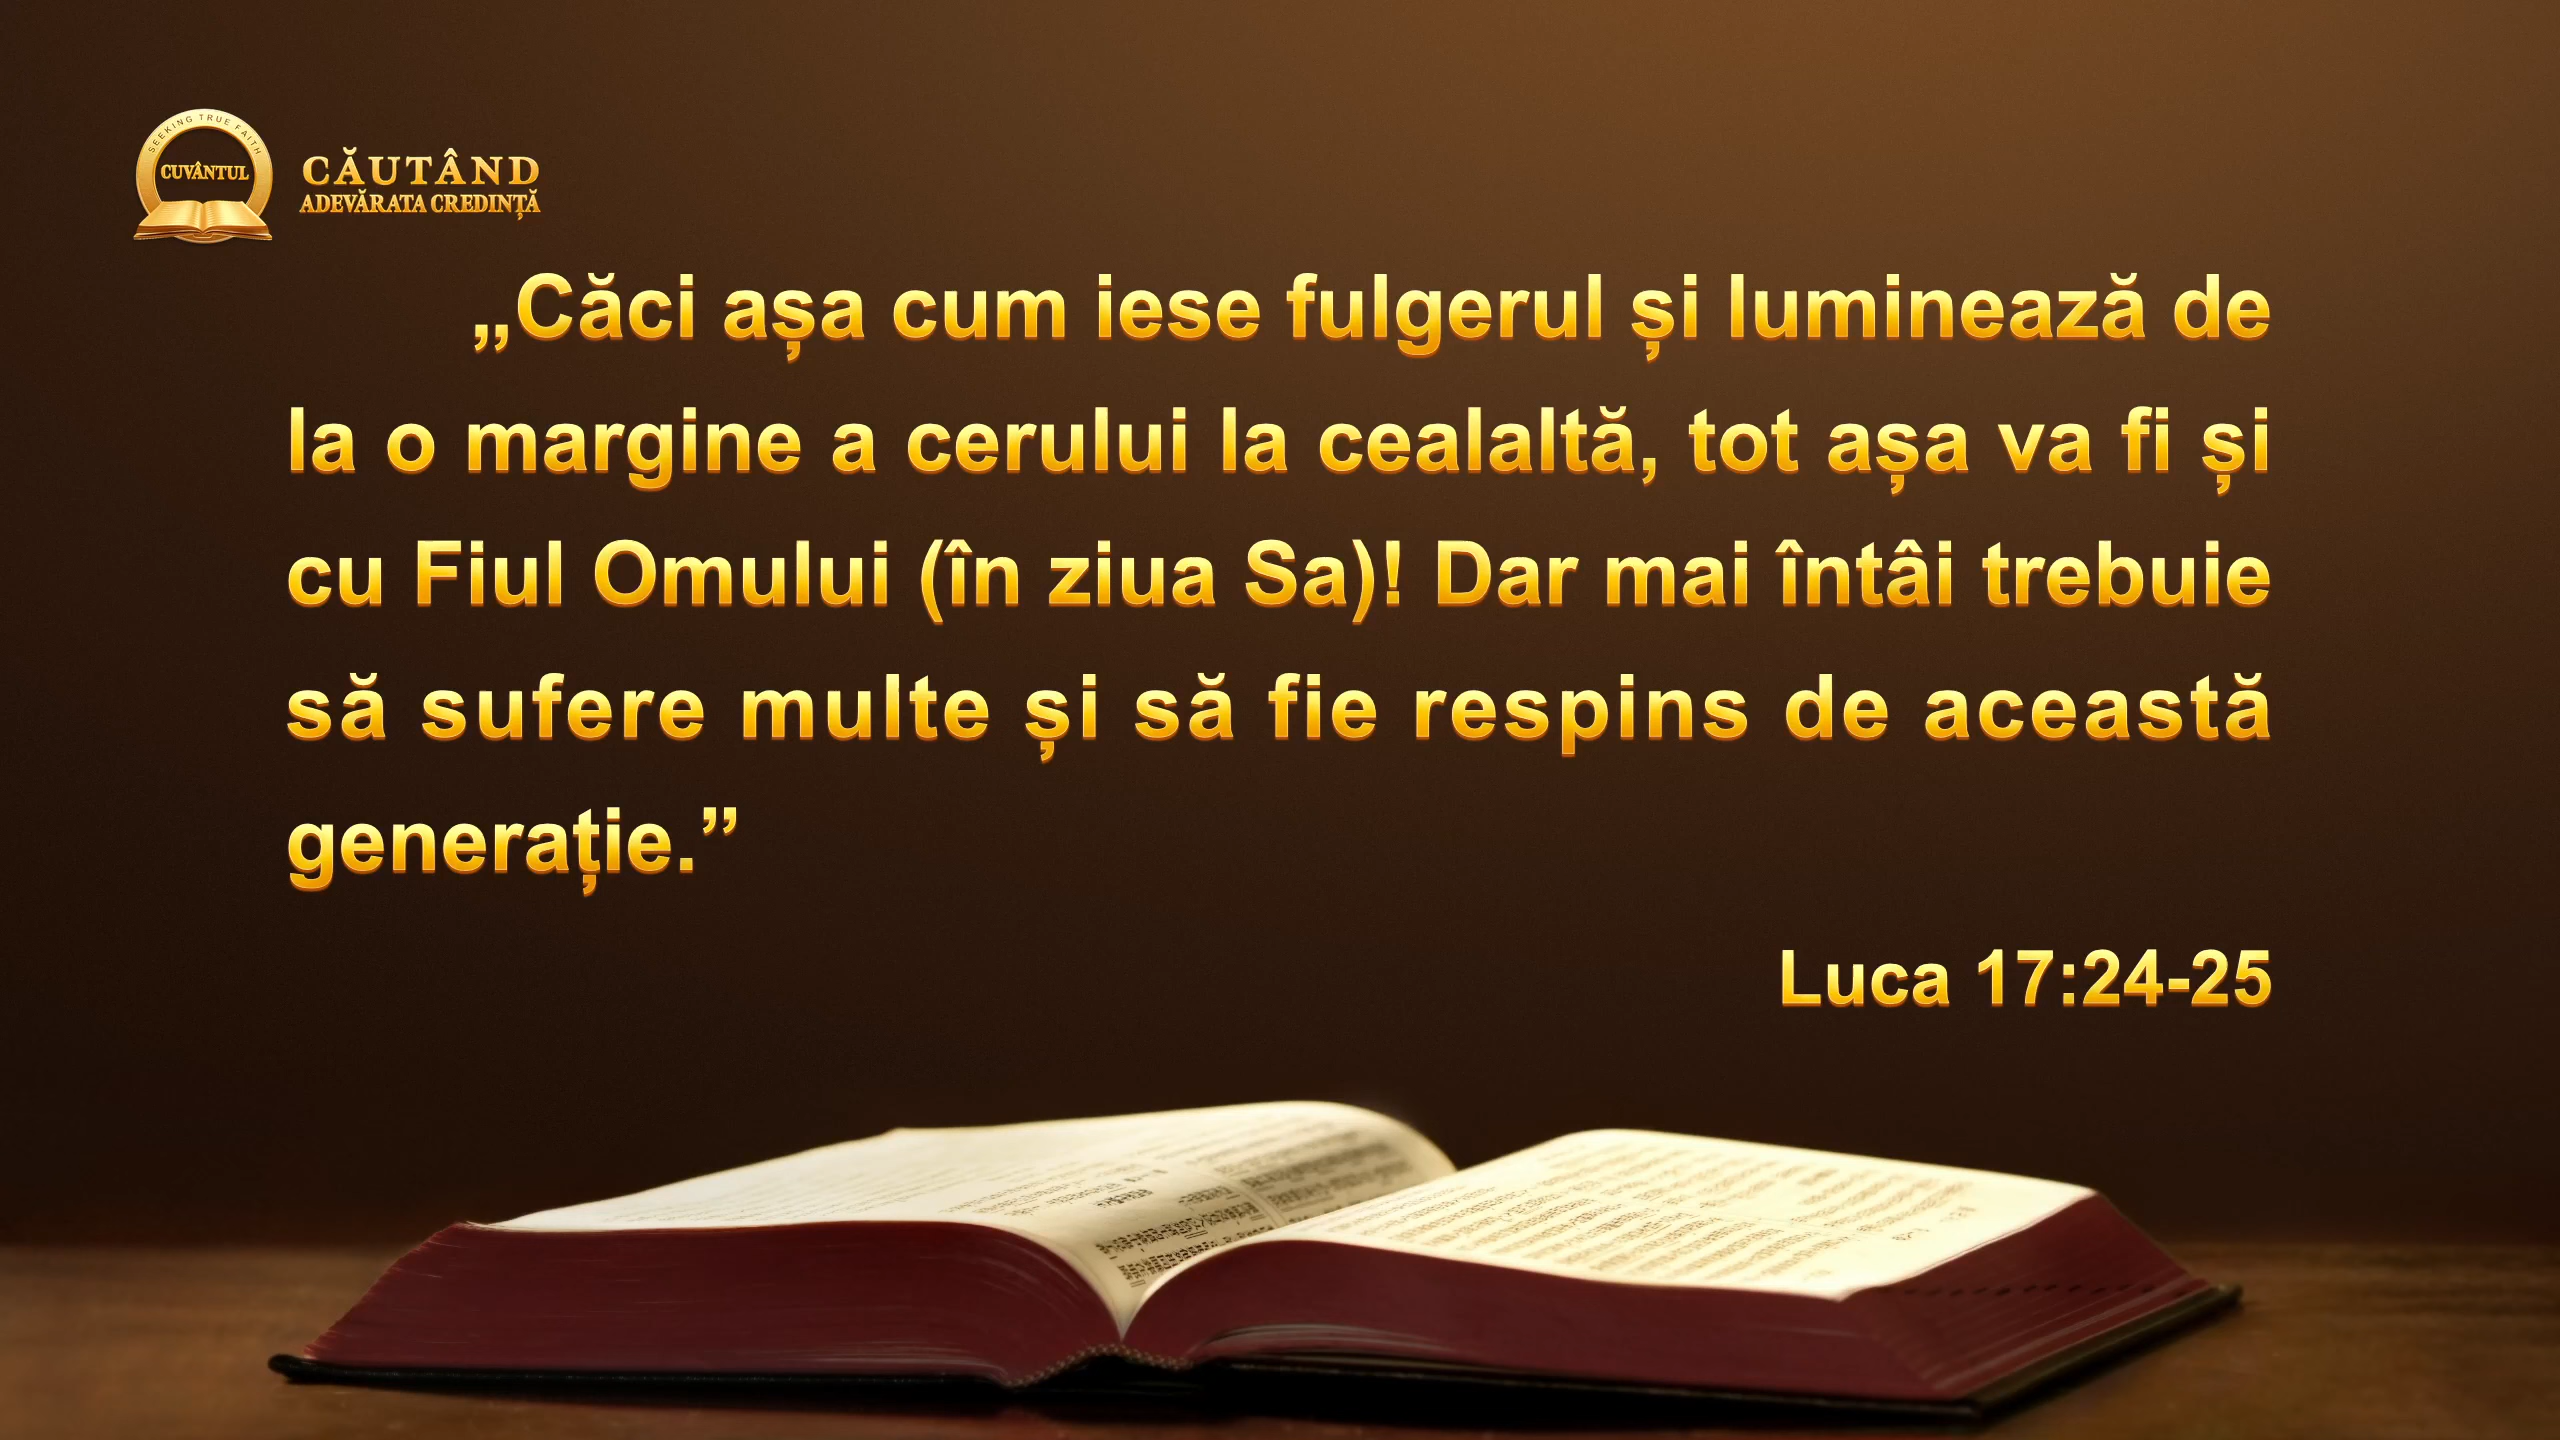 SEEKING TRUE FAITH
CUVÂNTUL
CĂUTÂND
ADEVĂRATA CREDINȚĂ
„Căci așa cum iese fulgerul și luminează de
la o margine a cerului la cealaltă, tot așa va fi și
cu Fiul Omului (în ziua Sa)! Dar mai întâi trebuie
să sufere multe și să fie respins de această
generație.”
Luca 17:24-25